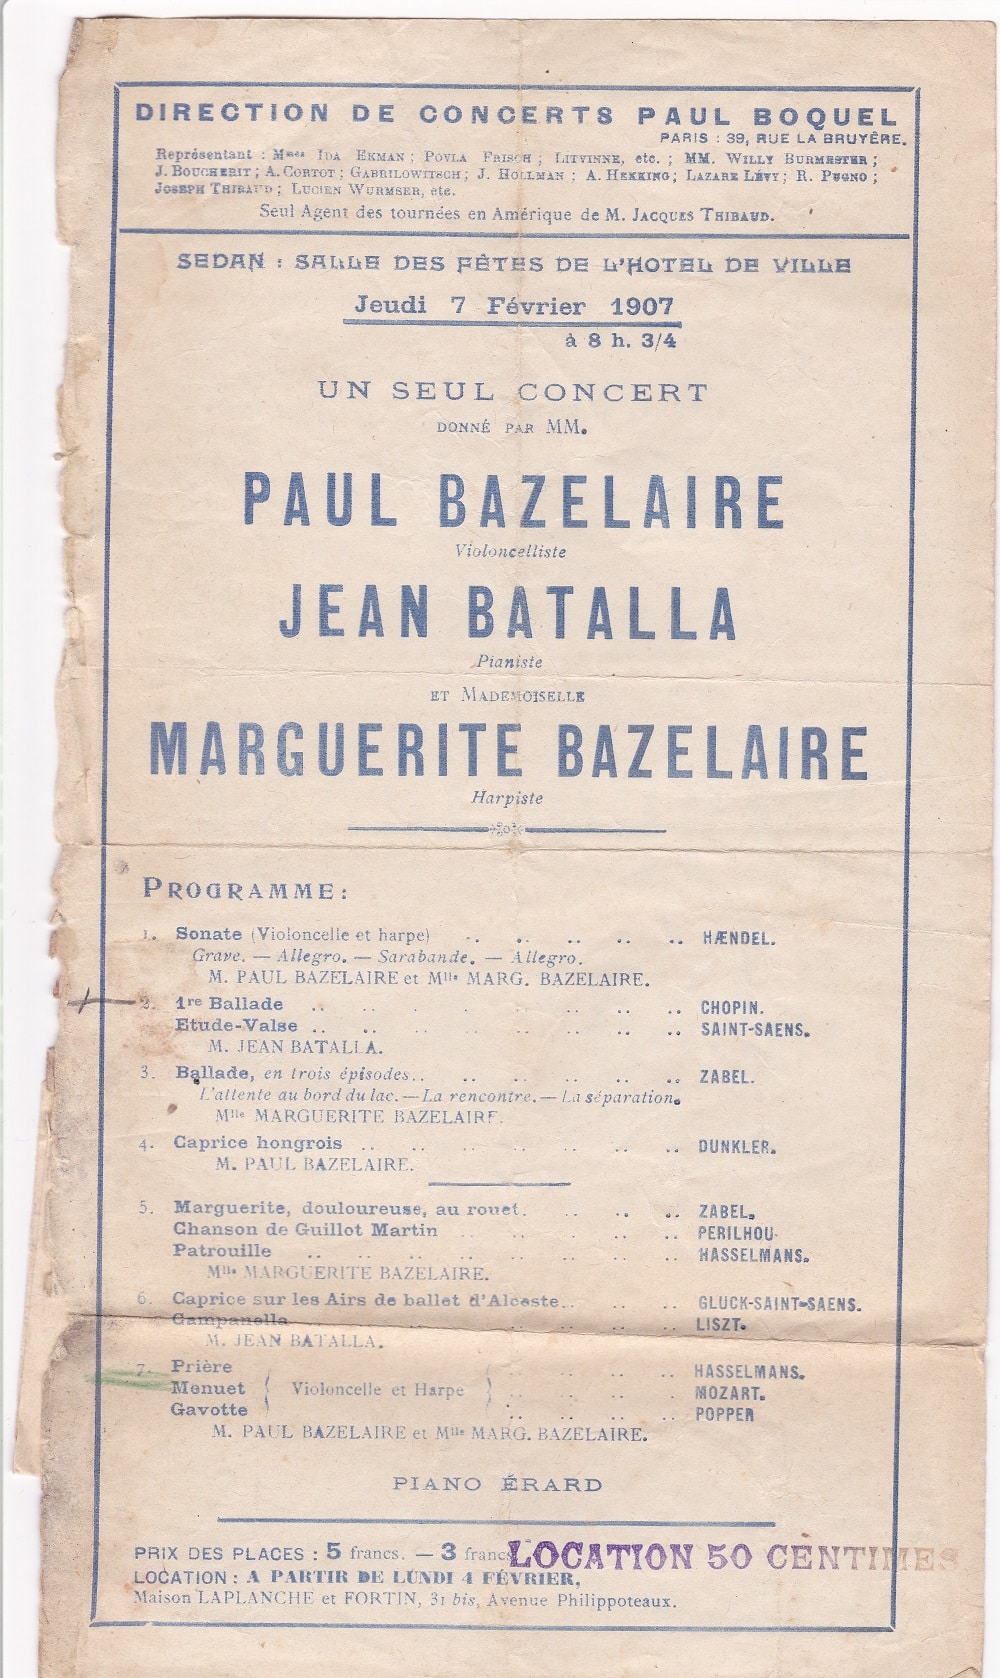 DIRECTION DE CONCERTS PAUL BOQUEL
PARIS : 39, RUE LA BRUYÈRE.
Représentant : Mmes IDA EKMAN ; POVLA FRISCH ; LITVINNE, etc. ; MM. WILLY BURMESTER ;
J. BOUCHERIT ; A. CORTOT ; GABRILOWITSCH ; J. HOLLMAN ; A. HEKKING ; LAZARE LÉVY ; R. PUGNO ;
JOSEPH THIBAUD ; LUCIEN WURMSER, etc.
Seul Agent des tournées en Amérique de M. JACQUES THIBAUD.
SEDAN : SALLE DES FÊTES DE L'HOTEL DE VILLE
Jeudi 7 Février 1907
à 8 h. 3/4
UN SEUL CONCERT
DONNÉ PAR MM.
PAUL BAZELAIRE
Violoncelliste
JEAN BATALLA
Pianiste
ET MADEMOISELLE
MARGUERITE BAZELAIRE
Harpiste
PROGRAMME :
1. Sonate (Violoncelle et harpe) .. .. .. .. .. HÆNDEL.
Grave. — Allegro. — Sarabande. — Allegro.
M. PAUL BAZELAIRE et Mlle MARG. BAZELAIRE.
2. 1re Ballade .. .. .. .. .. .. .. .. CHOPIN.
Etude-Valse .. .. .. .. .. .. .. .. SAINT-SAENS.
M. JEAN BATALLA.
3. Ballade, en trois épisodes .. .. .. .. .. .. ZABEL.
L'attente au bord du lac. — La rencontre. — La séparation.
Mlle MARGUERITE BAZELAIRE.
4. Caprice hongrois .. .. .. .. .. .. .. DUNKLER.
M. PAUL BAZELAIRE.
5. Marguerite, douloureuse, au rouet. .. .. .. ZABEL.
Chanson de Guillot Martin .. .. .. .. .. PERILHOU.
Patrouille .. .. .. .. .. .. .. .. HASSELMANS.
Mlle MARGUERITE BAZELAIRE.
6. Caprice sur les Airs de ballet d'Alceste .. .. .. GLUCK-SAINT-SAENS.
Campanella .. .. .. .. .. .. .. .. LISZT.
M. JEAN BATALLA.
7. Prière .. .. .. .. HASSELMANS.
Menuet { Violoncelle et Harpe } .. .. .. .. MOZART.
Gavotte .. .. .. .. POPPER
M. PAUL BAZELAIRE et Mlle MARG. BAZELAIRE.
PIANO ÉRARD
PRIX DES PLACES : 5 francs. — 3 francs LOCATION 50 CENTIMES
LOCATION : A PARTIR DE LUNDI 4 FÉVRIER,
Maison LAPLANCHE et FORTIN, 31 bis, Avenue Philippoteaux.